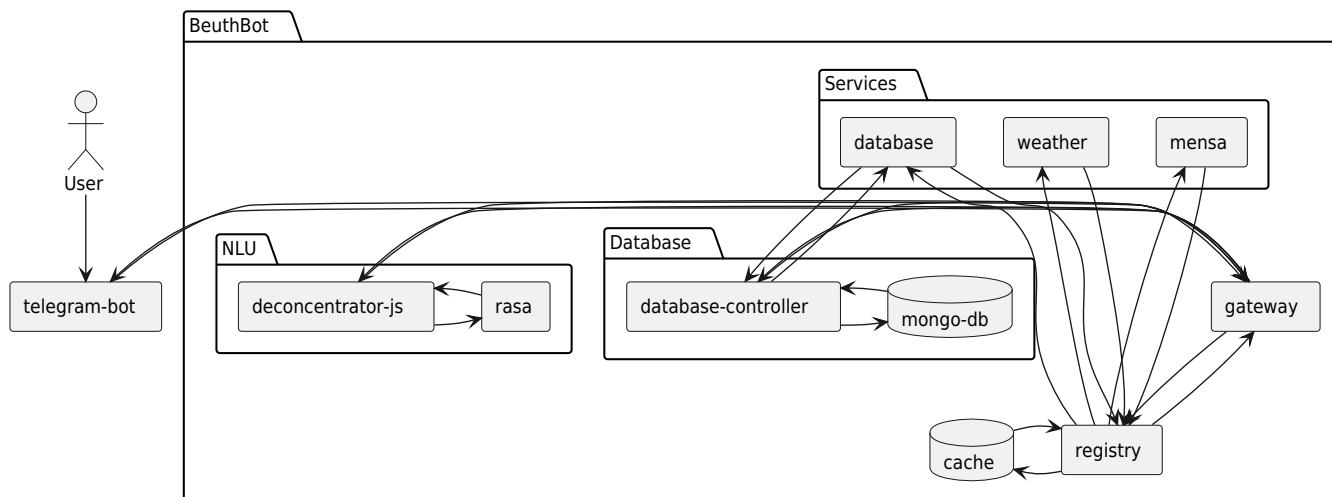 BeuthBot
Services
database
weather
mensa
User
NLU
Database
telegram-bot
deconcentrator-js
rasa
database-controller
mongo-db
gateway
cache
registry